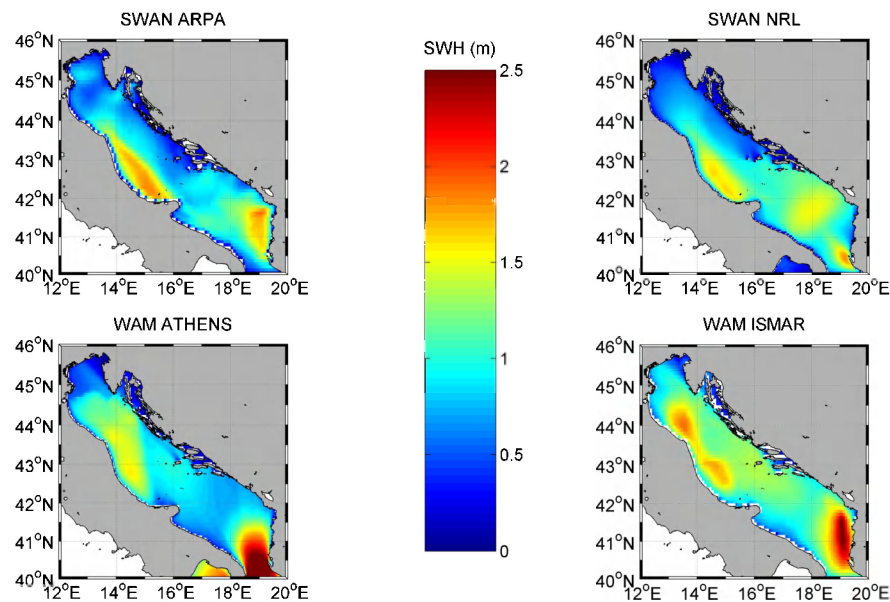 SWAN ARPA
46°N
45°N
44°N
43°N
42°N
41°N
40°N
12°E 14°E 16°E 18°E 20°E
SWH (m)
2.5
2
1.5
1
0.5
0
SWAN NRL
46°N
45°N
44°N
43°N
42°N
41°N
40°N
12°E 14°E 16°E 18°E 20°E
WAM ATHENS
46°N
45°N
44°N
43°N
42°N
41°N
40°N
12°E 14°E 16°E 18°E 20°E
WAM ISMAR
46°N
45°N
44°N
43°N
42°N
41°N
40°N
12°E 14°E 16°E 18°E 20°E